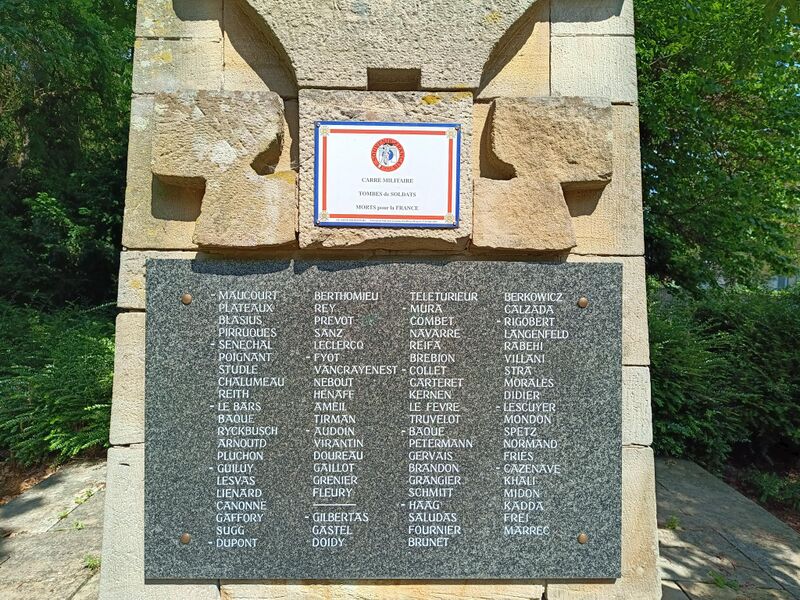 CARRE MILITAIRE
TOMBES de SOLDATS
MORTS pour la FRANCE
- MAUCOURT
PLATEAUX
BLASIUS
PIRRUQUES
- SENECHAL
POIGNANT
STUDLE
CHALUMEAU
REITH
- LE BARS
BAQUE
RYCKBUSCH
ARNOUTD
PLUCHON
- GUILUY
LESVAS
LIENARD
CANONNE
GAFFORY
SUGG
- DUPONT
BERTHOMIEU
REY
PREVOT
SANZ
LECLERCQ
- FYOT
VANCRAYENEST
NEBOUT
HENAFF
AMEIL
TIRMAN
- AUDOIN
VIRANTIN
DOUREAU
GAILLOT
GRENIER
FLEURY
- GILBERTAS
GASTEL
DOIDY
TELETURIEUR
- MURA
COMBET
NAVARRE
REIFA
BREBION
- COLLET
GARTERET
KERNEN
LE FEVRE
TRUVELOT
- BAQUE
PETERMANN
GERVAIS
BRANDON
GRANGIER
SCHMITT
- HAAG
SALUDAS
FOURNIER
BRUNET
BERKOWICZ
CALZADA
- RIGOBERT
LANGENFELD
RABEHI
VILLANI
STRA
MORALES
DIDIER
- LESCUYER
MONDON
SPETZ
NORMAND
FRIES
- CAZENAVE
KHALI
MIDON
KADDA
FREI
MARREC